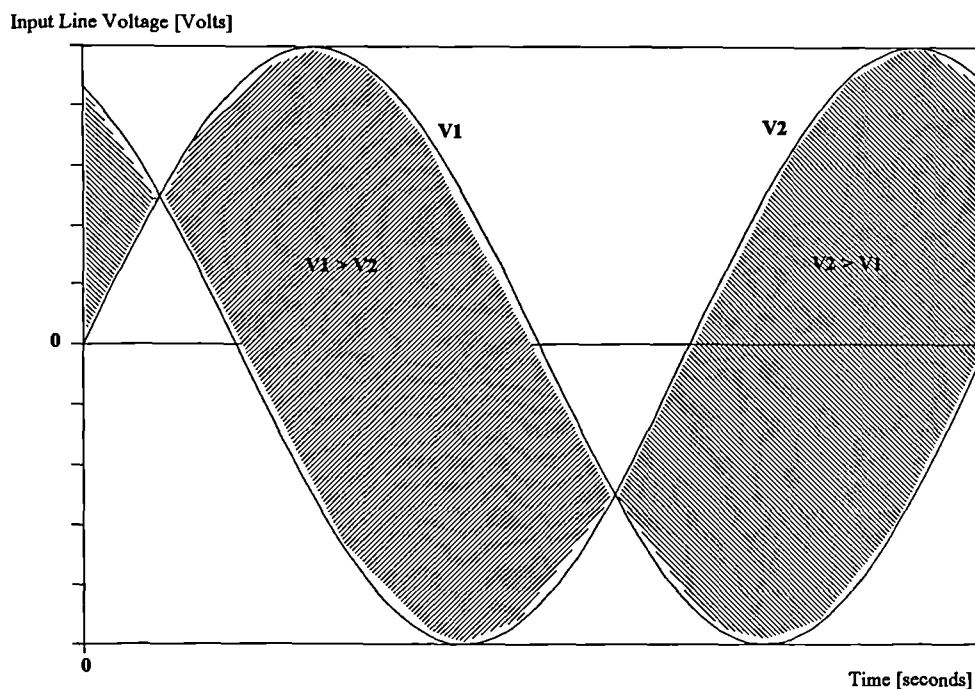 Input Line Voltage [Volts]
V1
V2
V1 > V2
V2 > V1
0
0
Time [seconds]